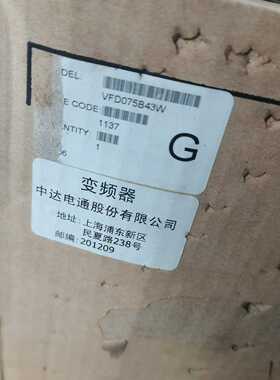 DEL:
VFD075B43W
E CODE:
1137
ANTITY:
1
G
变频器
中达电通股份有限公司
地址: 上海浦东新区
民夏路238号
邮编: 201209